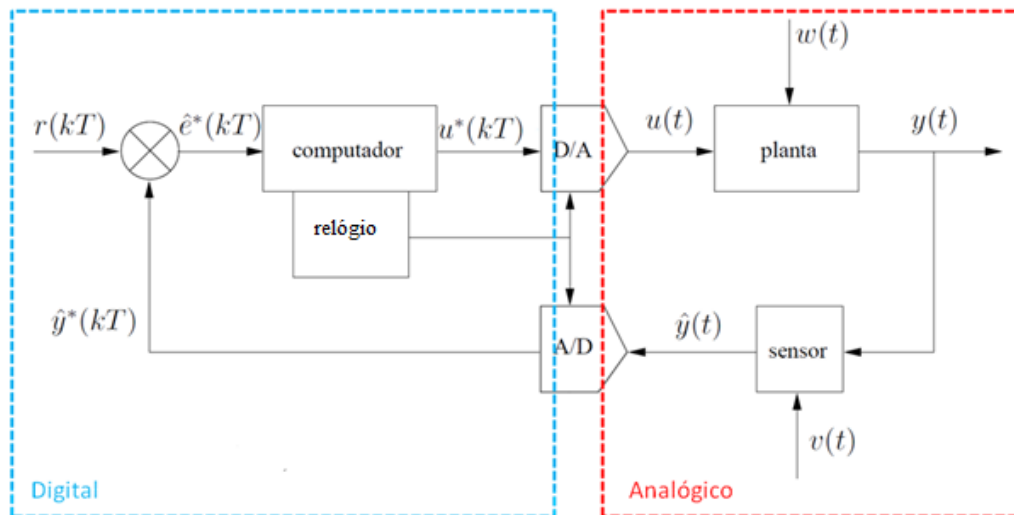 w(t)
r(kT) ê*(kT) computador u*(kT) D/A u(t) planta y(t)
relógio
ŷ*(kT) A/D ŷ(t) sensor
v(t)
Digital Analógico